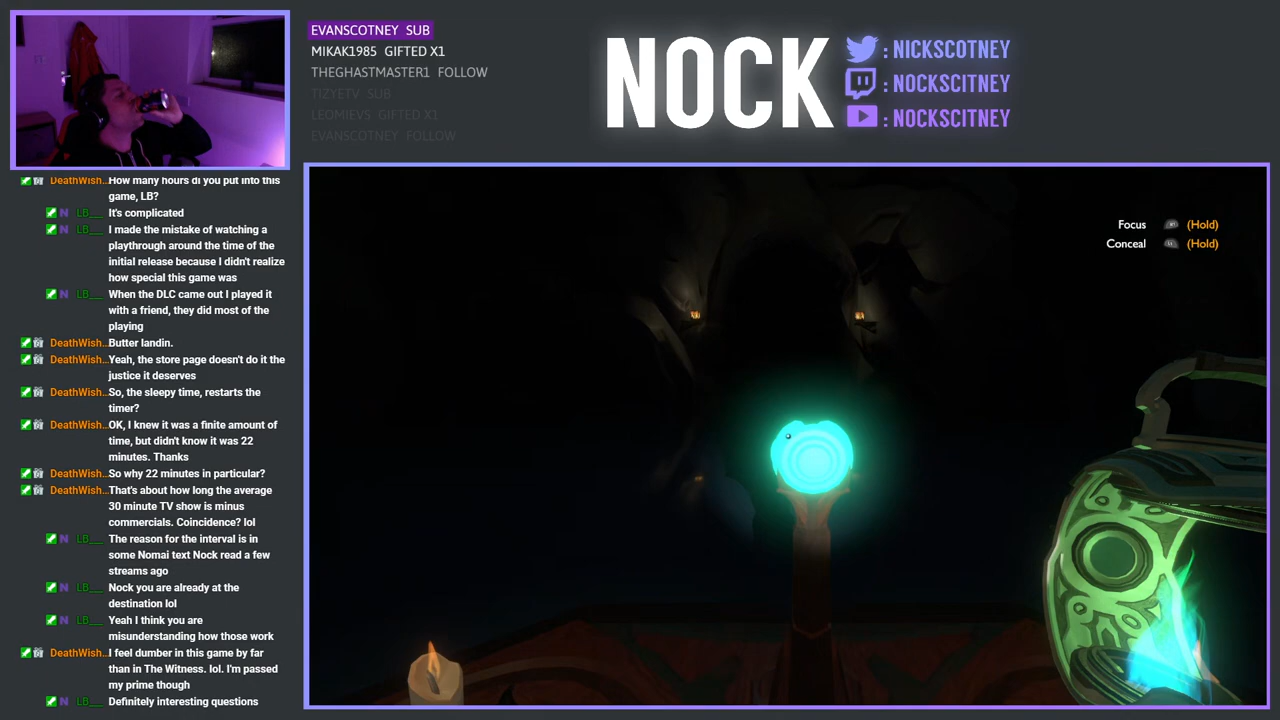 EVANSCOTNEY SUB
MIKAK1985 GIFTED X1
THEGHASTMASTER1 FOLLOW
TIZYETV SUB
LEOMIEVS GIFTED X1
EVANSCOTNEY FOLLOW
NOCK
: NICKSCOTNEY
: NOCKSCITNEY
: NOCKSCITNEY
DeathWish... How many hours di you put into this
game, LB?
N LB__ It's complicated
N LB__ I made the mistake of watching a
playthrough around the time of the
initial release because I didn't realize
how special this game was
N LB__ When the DLC came out I played it
with a friend, they did most of the
playing
DeathWish... Butter landin.
DeathWish... Yeah, the store page doesn't do it the
justice it deserves
DeathWish... So, the sleepy time, restarts the
timer?
DeathWish... OK, I knew it was a finite amount of
time, but didn't know it was 22
minutes. Thanks
DeathWish... So why 22 minutes in particular?
DeathWish... That's about how long the average
30 minute TV show is minus
commercials. Coincidence? lol
N LB__ The reason for the interval is in
some Nomai text Nock read a few
streams ago
N LB__ Nock you are already at the
destination lol
N LB__ Yeah I think you are
misunderstanding how those work
DeathWish... I feel dumber in this game by far
than in The Witness. lol. I'm passed
my prime though
N LB__ Definitely interesting questions
Focus (Hold)
Conceal (Hold)